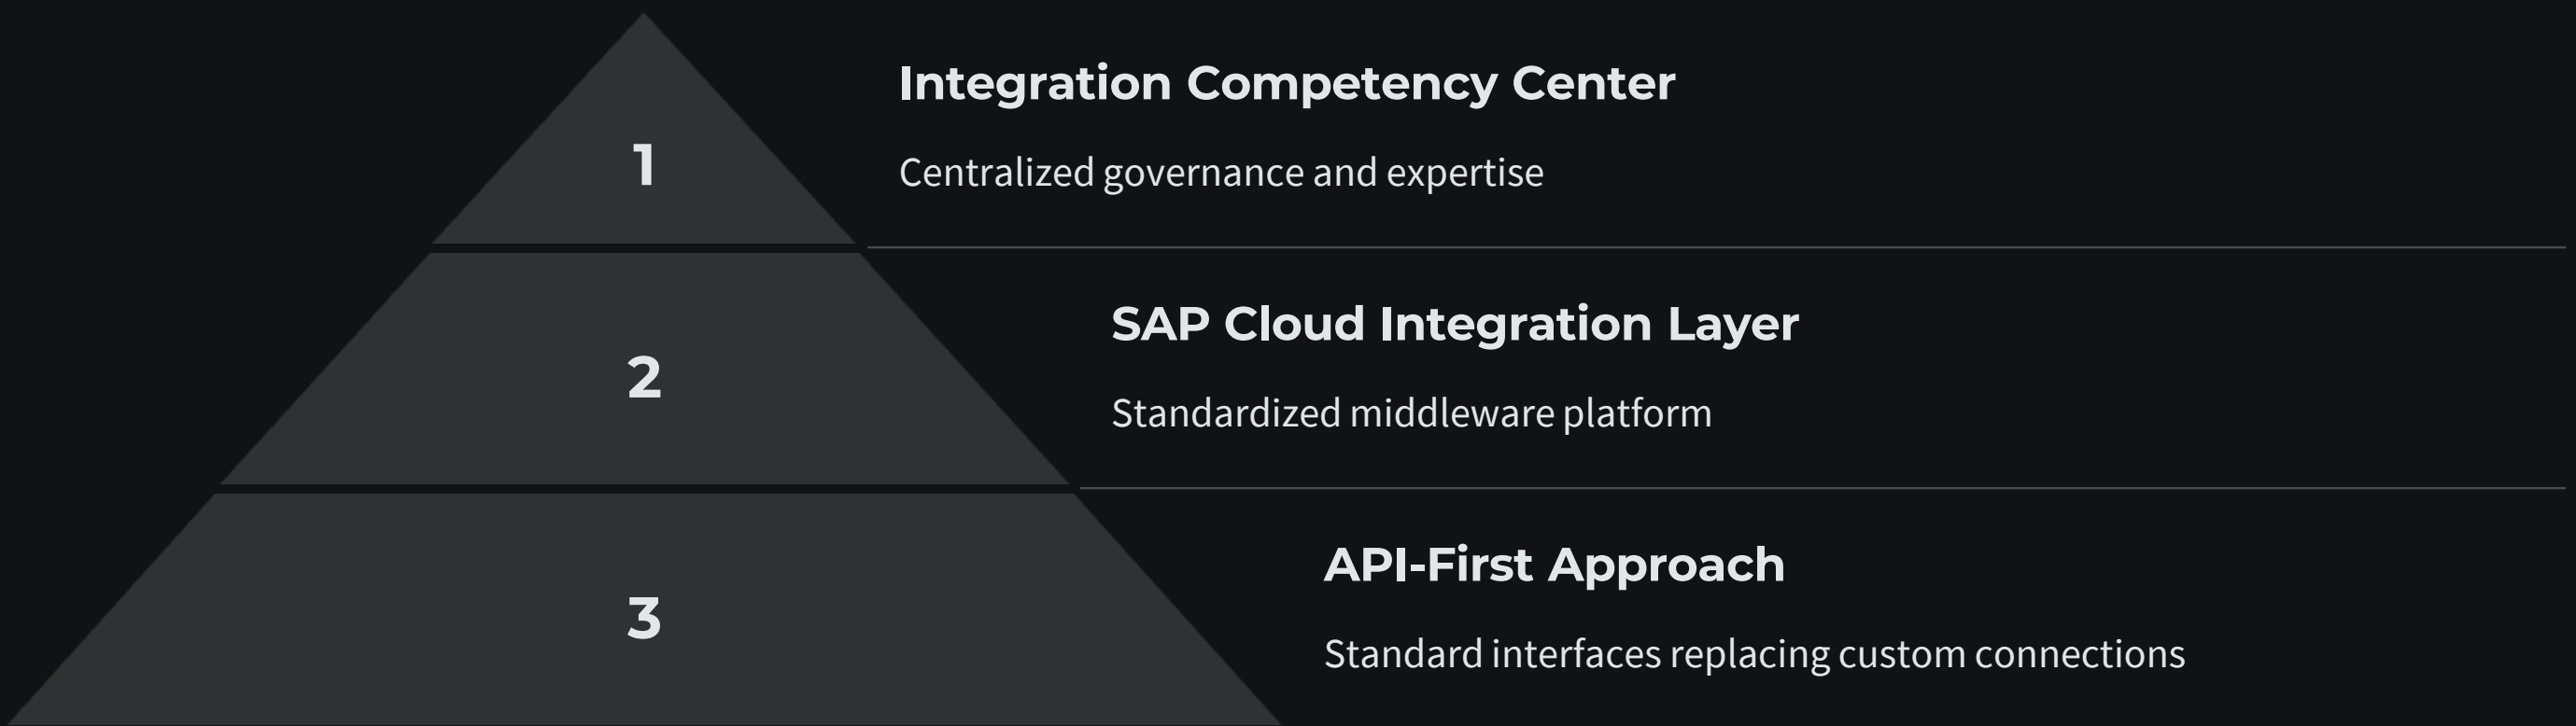 1
Integration Competency Center
Centralized governance and expertise
2
SAP Cloud Integration Layer
Standardized middleware platform
3
API-First Approach
Standard interfaces replacing custom connections